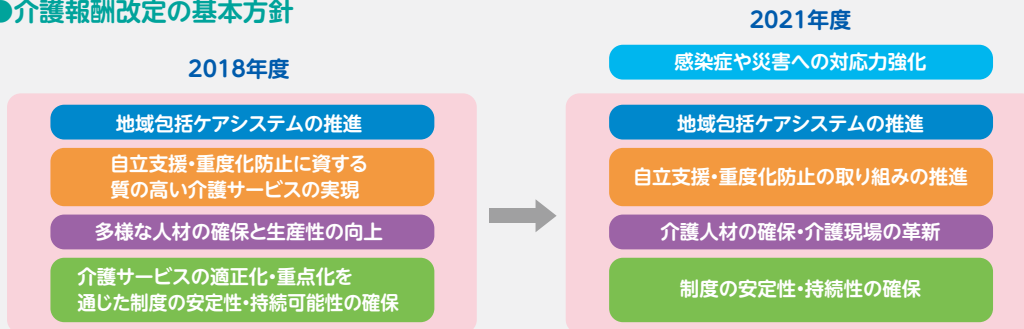 ●介護報酬改定の基本方針
2018年度
地域包括ケアシステムの推進
自立支援・重度化防止に資する
質の高い介護サービスの実現
多様な人材の確保と生産性の向上
介護サービスの適正化・重点化を
通じた制度の安定性・持続可能性の確保
2021年度
感染症や災害への対応力強化
地域包括ケアシステムの推進
自立支援・重度化防止の取り組みの推進
介護人材の確保・介護現場の革新
制度の安定性・持続性の確保